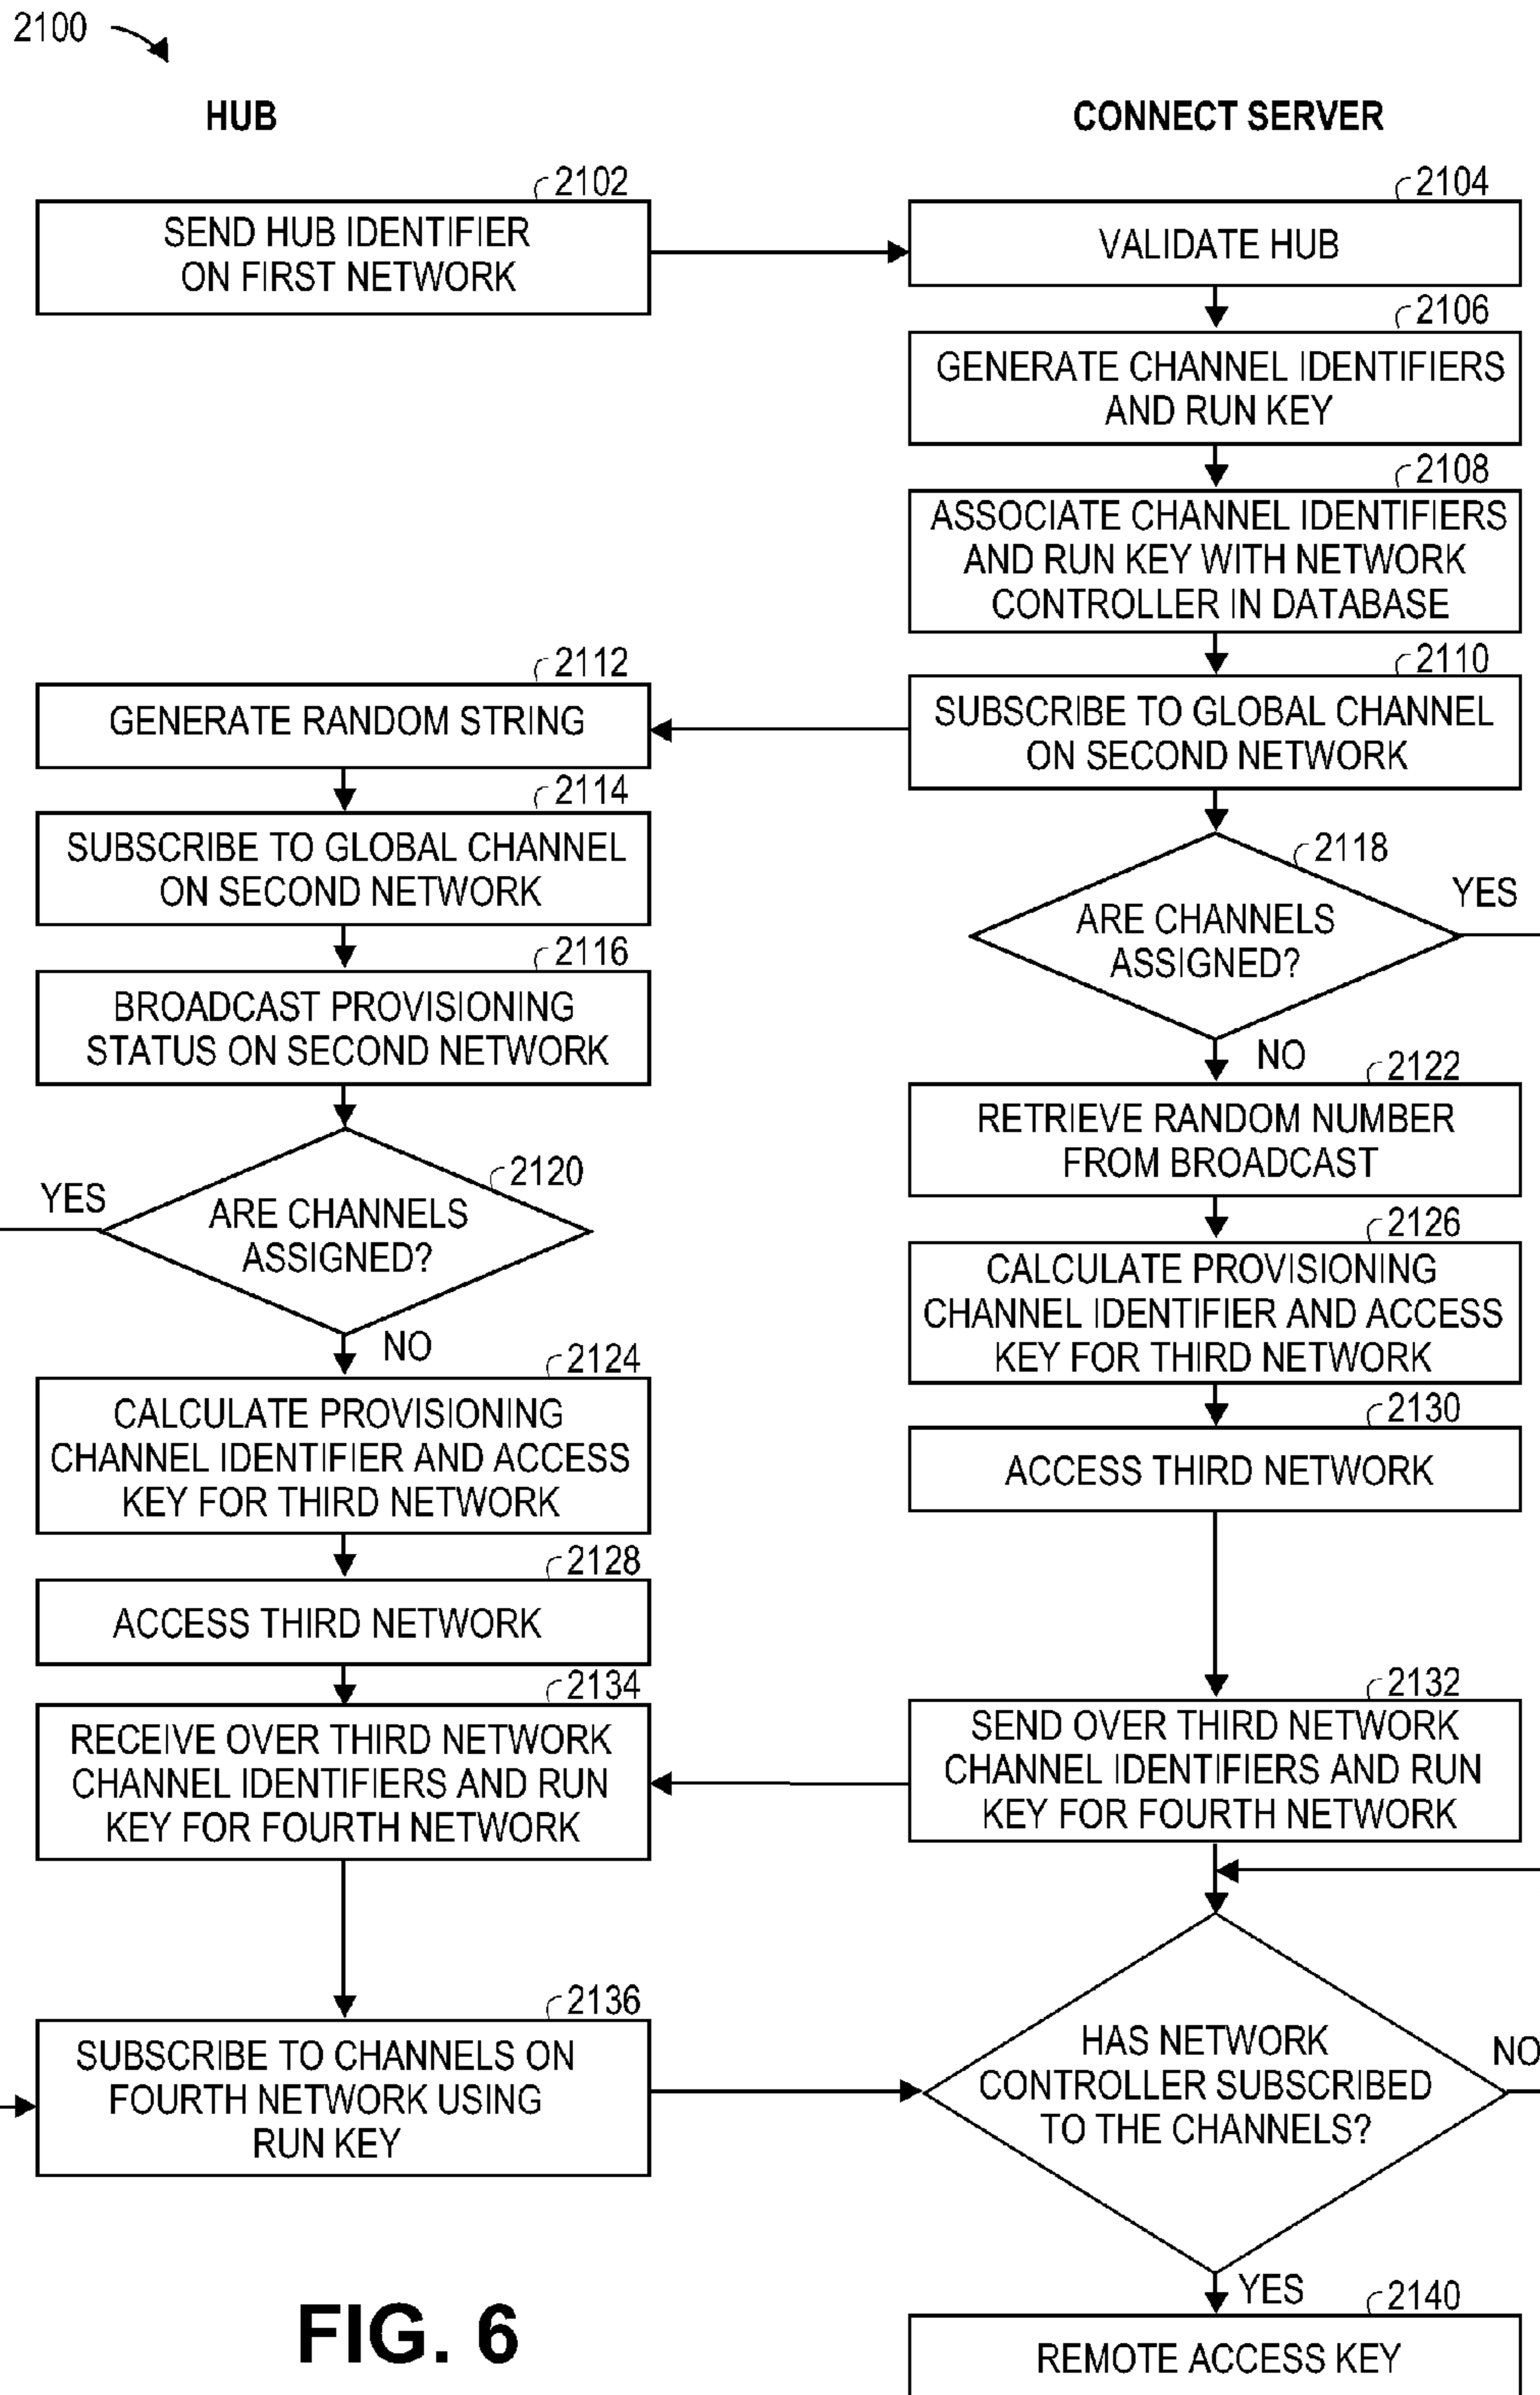 2100
HUB
CONNECT SERVER
2102
SEND HUB IDENTIFIER
ON FIRST NETWORK
2104
VALIDATE HUB
2106
GENERATE CHANNEL IDENTIFIERS
AND RUN KEY
2108
ASSOCIATE CHANNEL IDENTIFIERS
AND RUN KEY WITH NETWORK
CONTROLLER IN DATABASE
2110
SUBSCRIBE TO GLOBAL CHANNEL
ON SECOND NETWORK
2112
GENERATE RANDOM STRING
2114
SUBSCRIBE TO GLOBAL CHANNEL
ON SECOND NETWORK
2116
BROADCAST PROVISIONING
STATUS ON SECOND NETWORK
2118
ARE CHANNELS
ASSIGNED?
YES
NO
2120
ARE CHANNELS
ASSIGNED?
YES
NO
2122
RETRIEVE RANDOM NUMBER
FROM BROADCAST
2124
CALCULATE PROVISIONING
CHANNEL IDENTIFIER AND ACCESS
KEY FOR THIRD NETWORK
2126
CALCULATE PROVISIONING
CHANNEL IDENTIFIER AND ACCESS
KEY FOR THIRD NETWORK
2128
ACCESS THIRD NETWORK
2130
ACCESS THIRD NETWORK
2132
SEND OVER THIRD NETWORK
CHANNEL IDENTIFIERS AND RUN
KEY FOR FOURTH NETWORK
2134
RECEIVE OVER THIRD NETWORK
CHANNEL IDENTIFIERS AND RUN
KEY FOR FOURTH NETWORK
2136
SUBSCRIBE TO CHANNELS ON
FOURTH NETWORK USING
RUN KEY
HAS NETWORK
CONTROLLER SUBSCRIBED
TO THE CHANNELS?
NO
YES
2140
REMOTE ACCESS KEY
FIG. 6